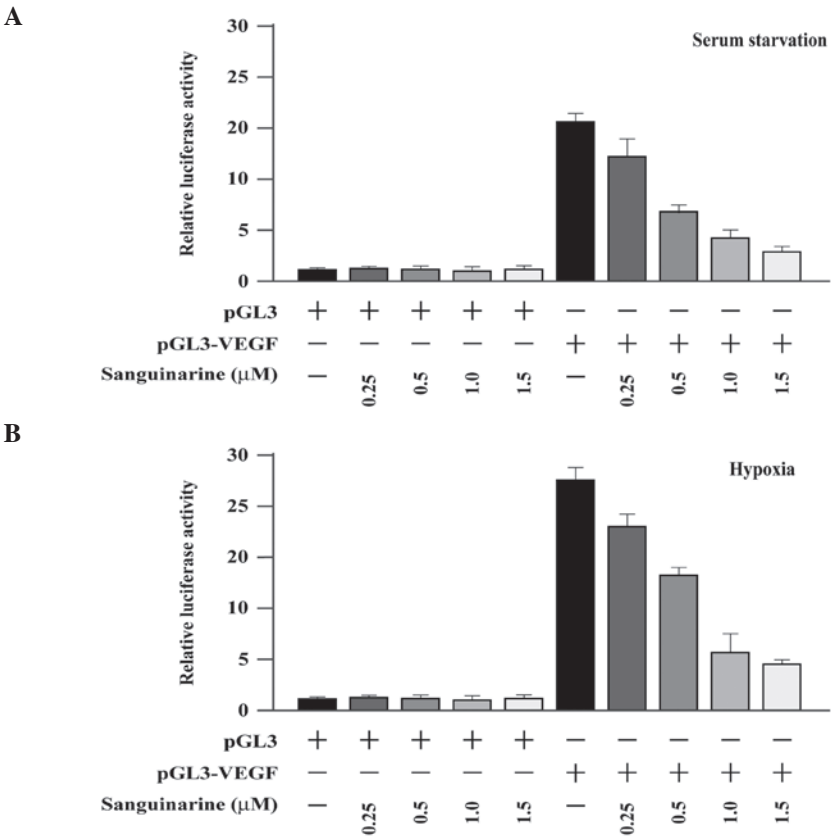 A
Serum starvation
Relative luciferase activity
30
25
20
10
5
0
pGL3 + + + + + − − − − −
pGL3-VEGF − − − − − + + + + +
Sanguinarine (μM) − 0.25 0.5 1.0 1.5 − 0.25 0.5 1.0 1.5
B
Hypoxia
Relative luciferase activity
30
25
20
10
5
0
pGL3 + + + + + − − − − −
pGL3-VEGF − − − − − + + + + +
Sanguinarine (μM) − 0.25 0.5 1.0 1.5 − 0.25 0.5 1.0 1.5